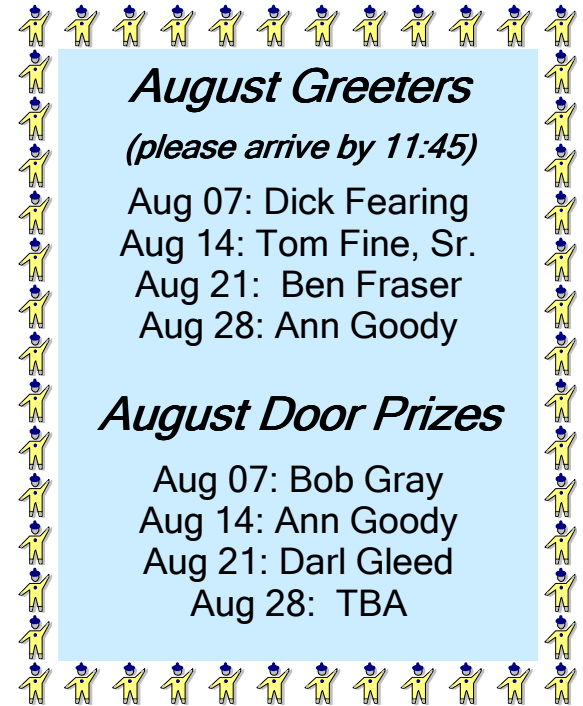 August Greeters
(please arrive by 11:45)
Aug 07: Dick Fearing
Aug 14: Tom Fine, Sr.
Aug 21:  Ben Fraser
Aug 28: Ann Goody
August Door Prizes
Aug 07: Bob Gray
Aug 14: Ann Goody
Aug 21: Darl Gleed
Aug 28:  TBA